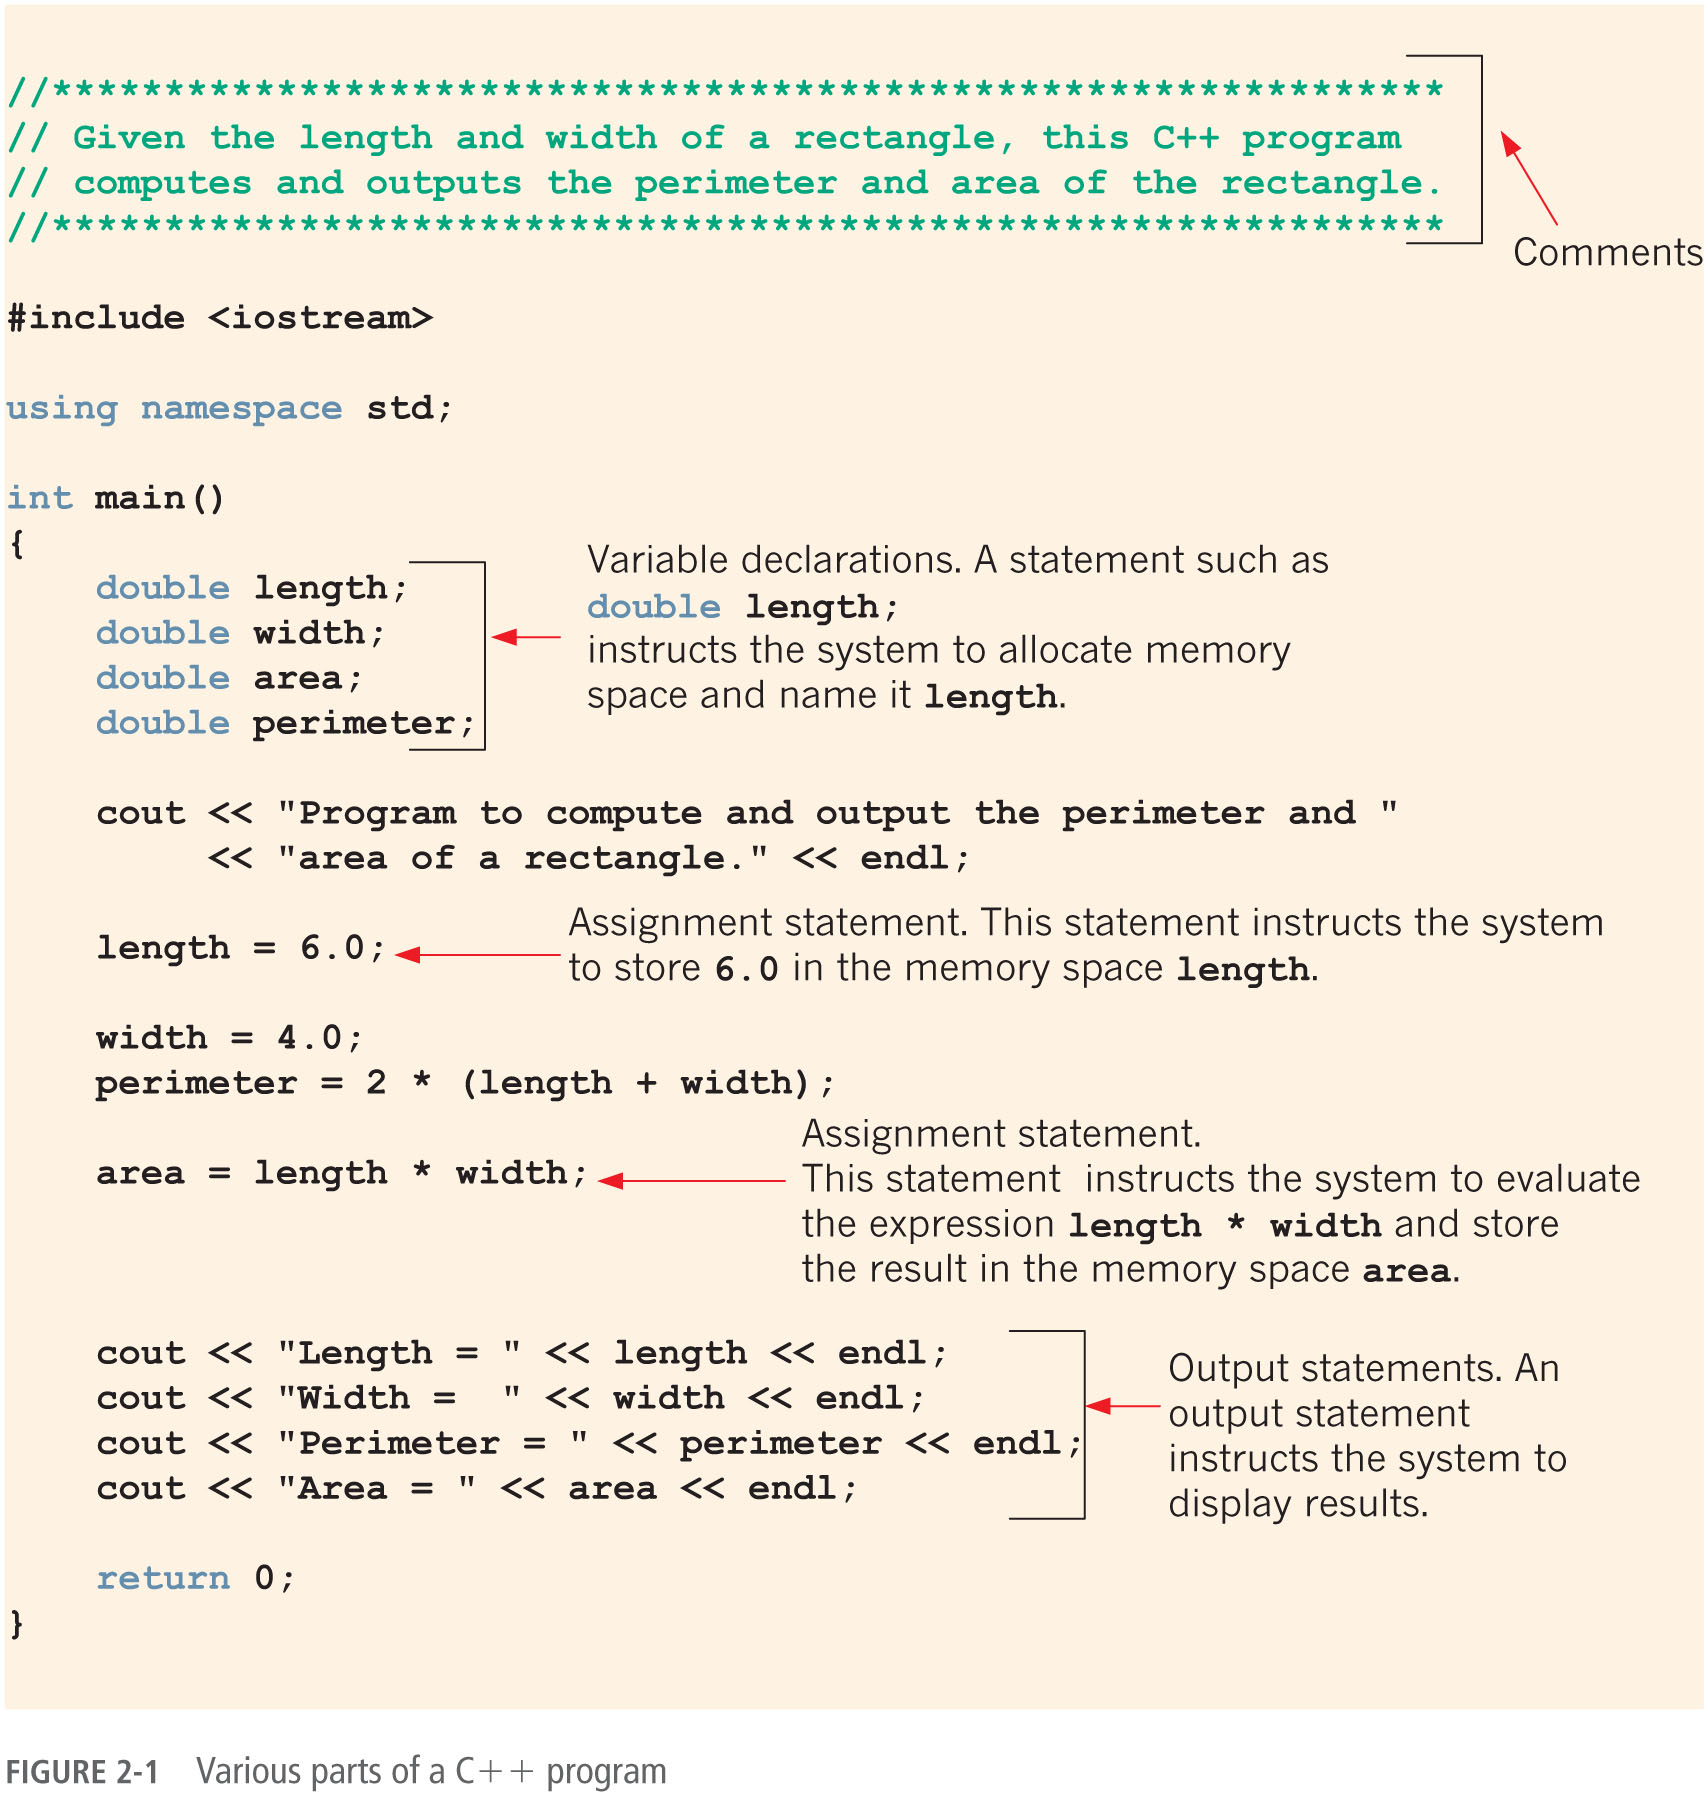 //**************************************************************
// Given the length and width of a rectangle, this C++ program
// computes and outputs the perimeter and area of the rectangle.
//**************************************************************
Comments
#include <iostream>
using namespace std;
int main()
{
double length;
double width;
double area;
double perimeter;
Variable declarations. A statement such as
double length;
instructs the system to allocate memory
space and name it length.
cout << "Program to compute and output the perimeter and "
<< "area of a rectangle." << endl;
length = 6.0;
Assignment statement. This statement instructs the system
to store 6.0 in the memory space length.
width = 4.0;
perimeter = 2 * (length + width);
area = length * width;
Assignment statement.
This statement  instructs the system to evaluate
the expression length * width and store
the result in the memory space area.
cout << "Length = " << length << endl;
cout << "Width =  " << width << endl;
cout << "Perimeter = " << perimeter << endl;
cout << "Area = " << area << endl;
Output statements. An
output statement
instructs the system to
display results.
return 0;
}
FIGURE 2-1 Various parts of a C++ program